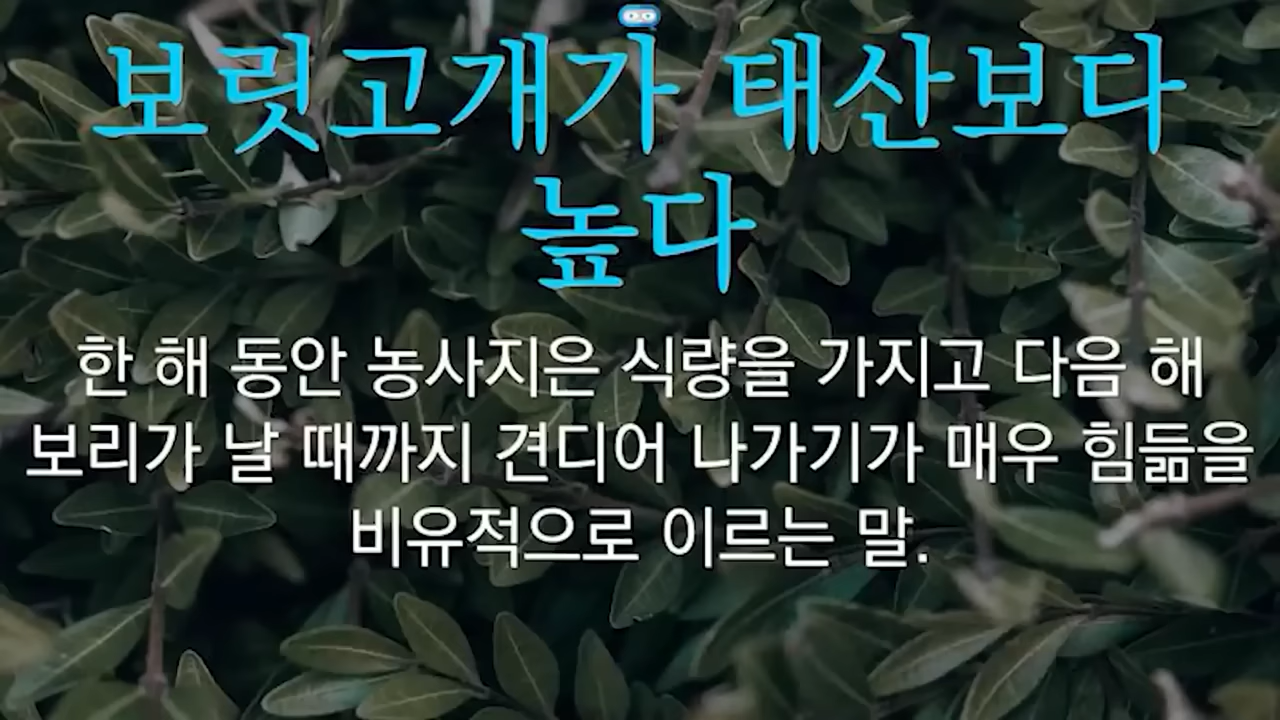 보릿고개가 태산보다
높다
한 해 동안 농사지은 식량을 가지고 다음 해
보리가 날 때까지 견디어 나가기가 매우 힘듦을
비유적으로 이르는 말.